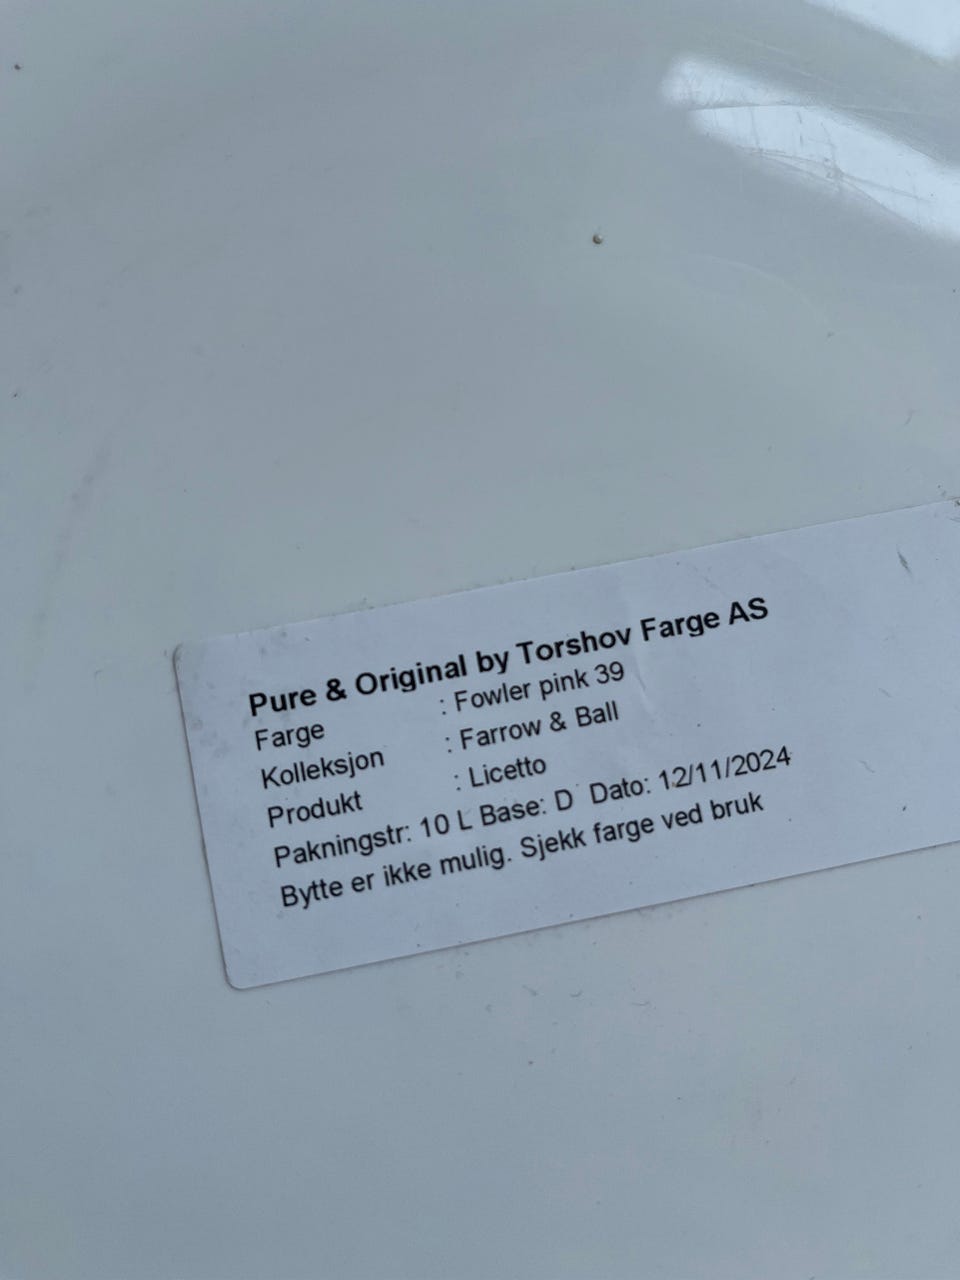 Pure & Original by Torshov Farge AS
Farge : Fowler pink 39
Kolleksjon : Farrow & Ball
Produkt : Licetto
Pakningstr: 10 L Base: D Dato: 12/11/2024
Bytte er ikke mulig. Sjekk farge ved bruk